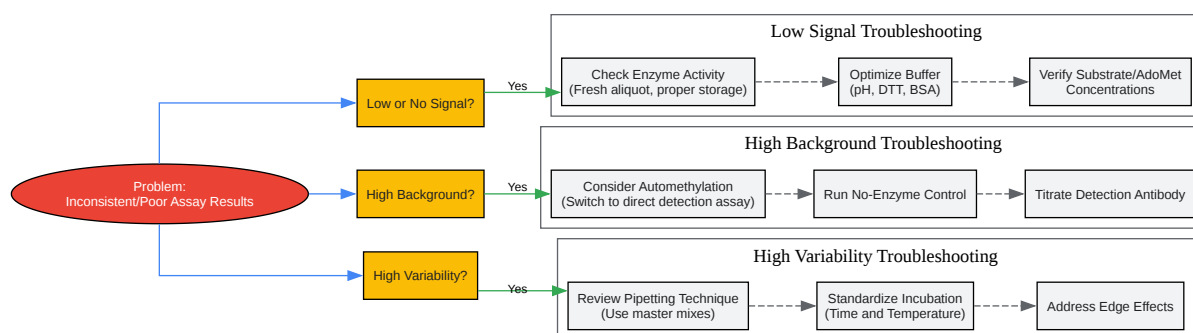 Low Signal Troubleshooting
Low or No Signal?
Yes
Check Enzyme Activity
(Fresh aliquot, proper storage)
Optimize Buffer
(pH, DTT, BSA)
Verify Substrate/AdoMet
Concentrations
Problem:
Inconsistent/Poor Assay Results
High Background Troubleshooting
High Background?
Yes
Consider Automethylation
(Switch to direct detection assay)
Run No-Enzyme Control
Titrate Detection Antibody
High Variability Troubleshooting
High Variability?
Yes
Review Pipetting Technique
(Use master mixes)
Standardize Incubation
(Time and Temperature)
Address Edge Effects